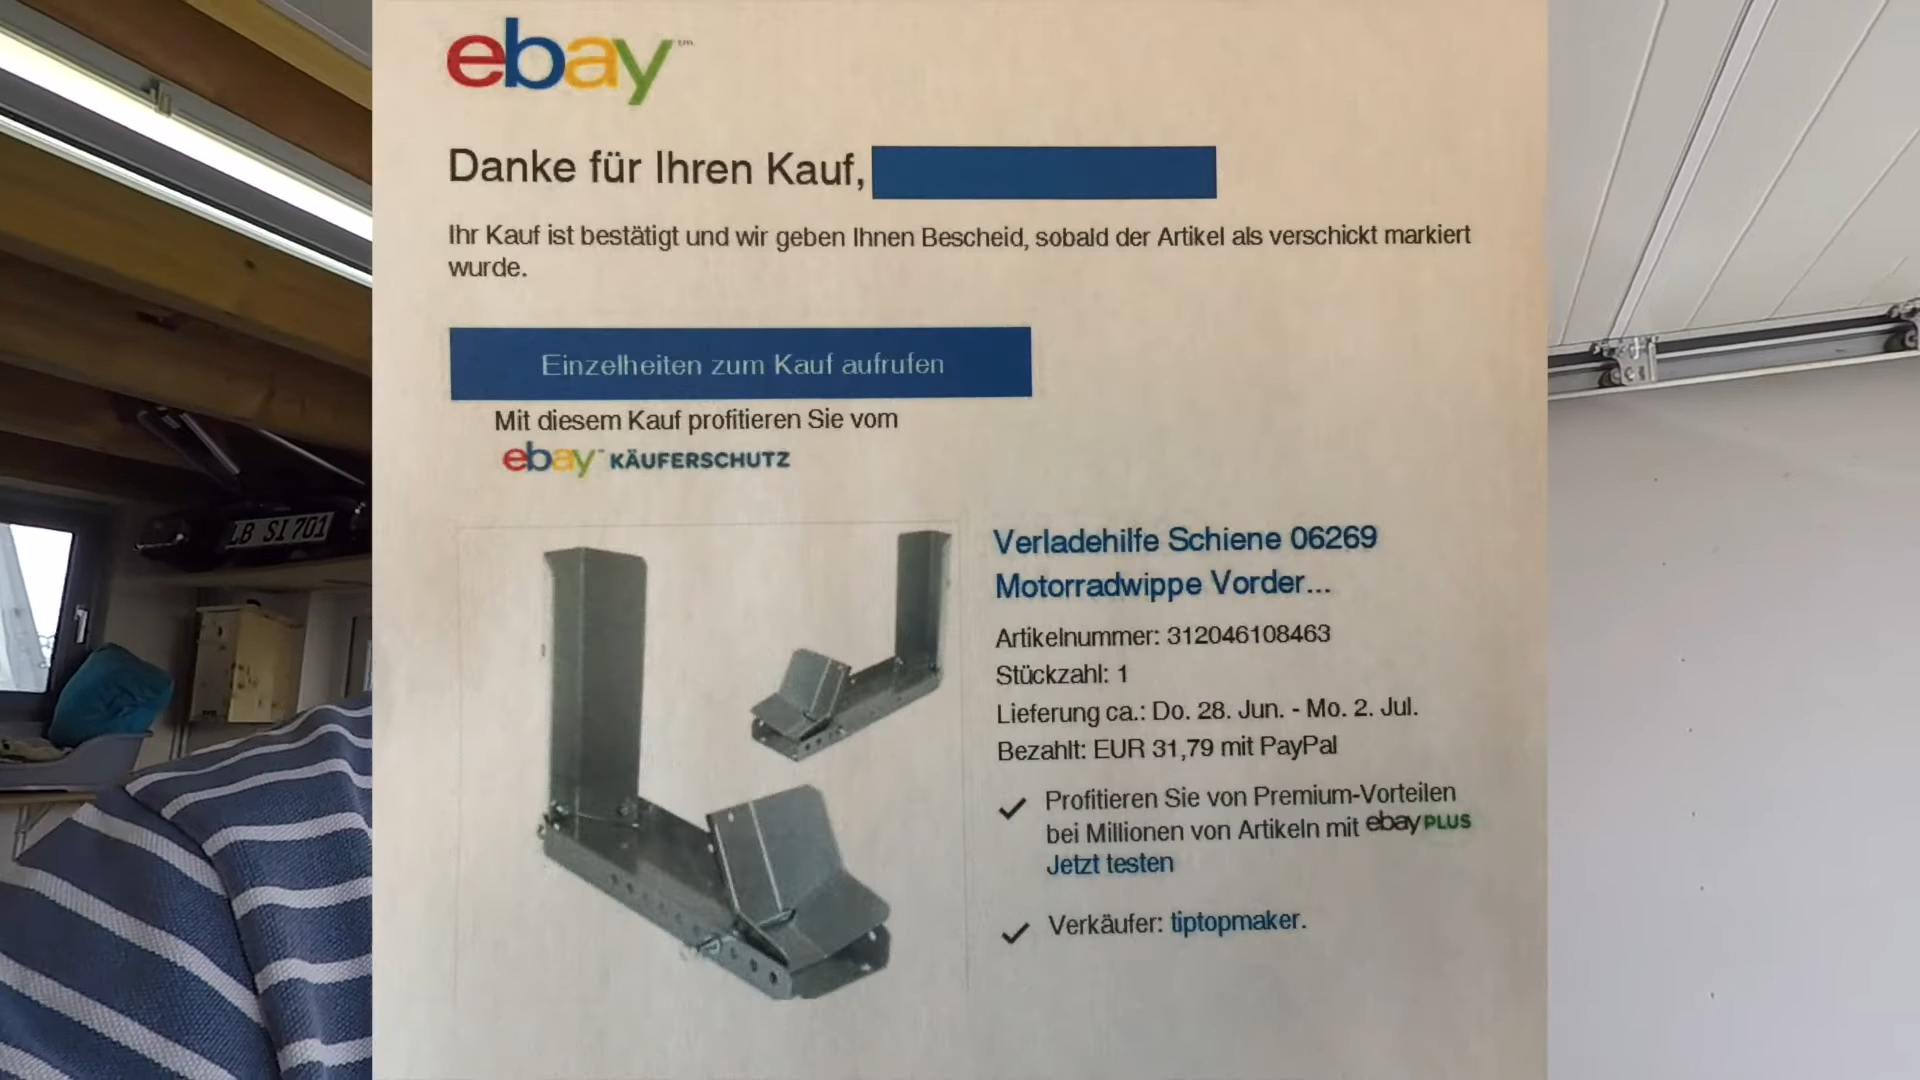 ebay™
Danke für Ihren Kauf,
Ihr Kauf ist bestätigt und wir geben Ihnen Bescheid, sobald der Artikel als verschickt markiert
wurde.
Einzelheiten zum Kauf aufrufen
Mit diesem Kauf profitieren Sie vom
ebay™ KÄUFERSCHUTZ
LB SI 701
Verladehilfe Schiene 06269
Motorradwippe Vorder...
Artikelnummer: 312046108463
Stückzahl: 1
Lieferung ca.: Do. 28. Jun. - Mo. 2. Jul.
Bezahlt: EUR 31,79 mit PayPal
Profitieren Sie von Premium-Vorteilen
bei Millionen von Artikeln mit ebay PLUS
Jetzt testen
Verkäufer: tiptopmaker.